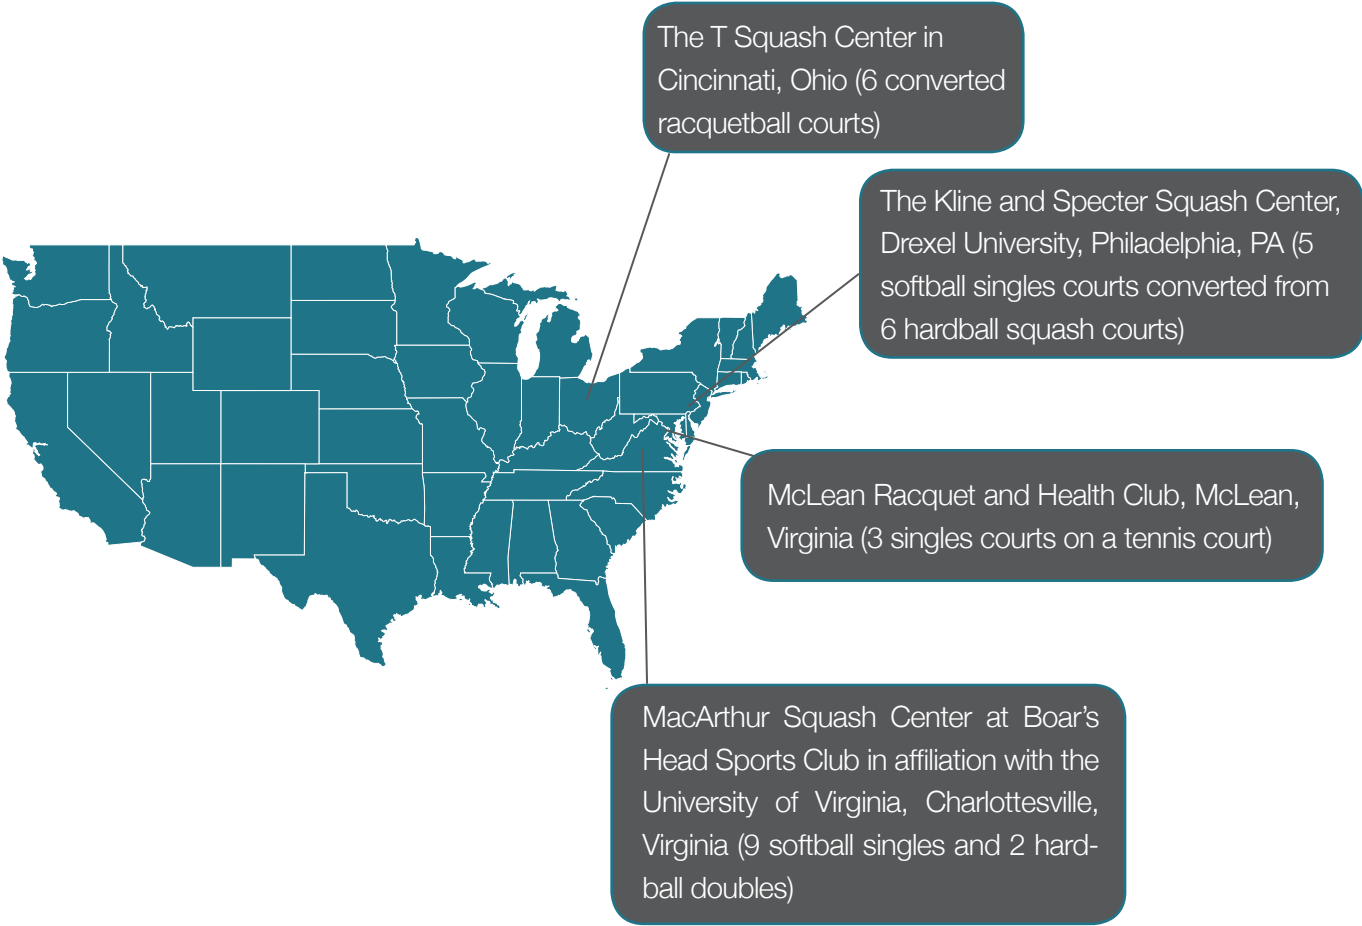 The T Squash Center in
Cincinnati, Ohio (6 converted
racquetball courts)
The Kline and Specter Squash Center,
Drexel University, Philadelphia, PA (5
softball singles courts converted from
6 hardball squash courts)
McLean Racquet and Health Club, McLean,
Virginia (3 singles courts on a tennis court)
MacArthur Squash Center at Boar’s
Head Sports Club in affiliation with the
University of Virginia, Charlottesville,
Virginia (9 softball singles and 2 hard-
ball doubles)